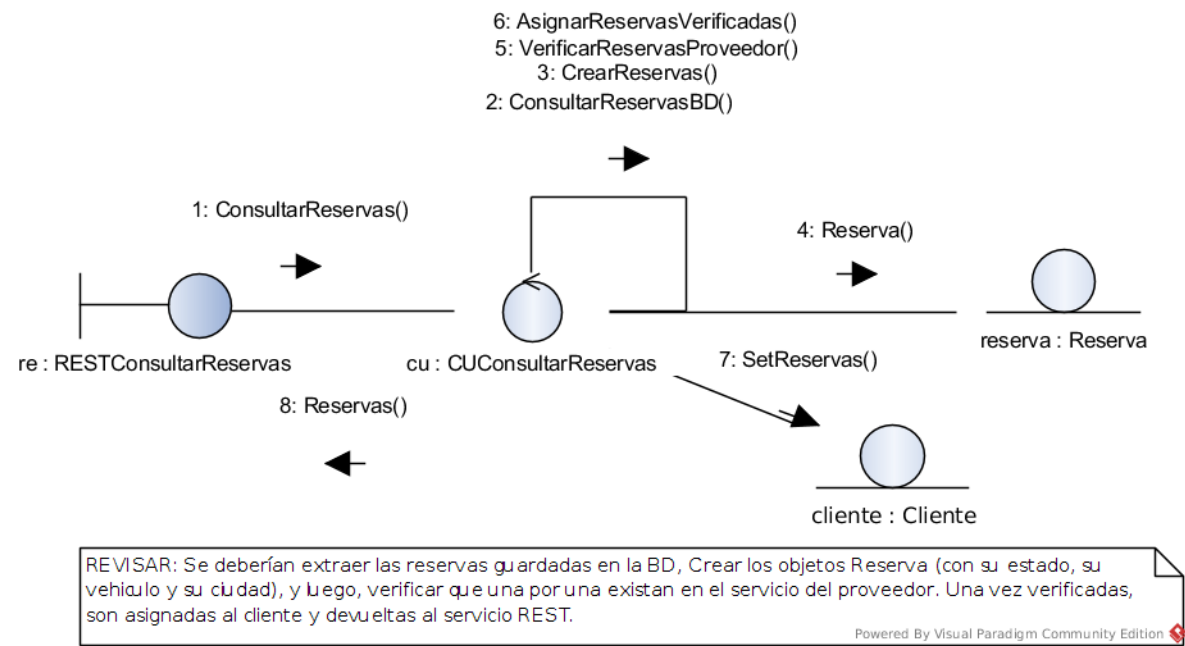 6: AsignarReservasVerificadas()
5: VerificarReservasProveedor()
3: CrearReservas()
2: ConsultarReservasBD()
1: ConsultarReservas()
4: Reserva()
reserva : Reserva
re : RESTConsultarReservas
cu : CUConsultarReservas
7: SetReservas()
8: Reservas()
cliente : Cliente
REVISAR: Se deberían extraer las reservas guardadas en la BD, Crear los objetos Reserva (con su estado, su
vehiculo y su ciudad), y luego, verificar que una por una existan en el servicio del proveedor. Una vez verificadas,
son asignadas al cliente y devueltas al servicio REST.
Powered By Visual Paradigm Community Edition